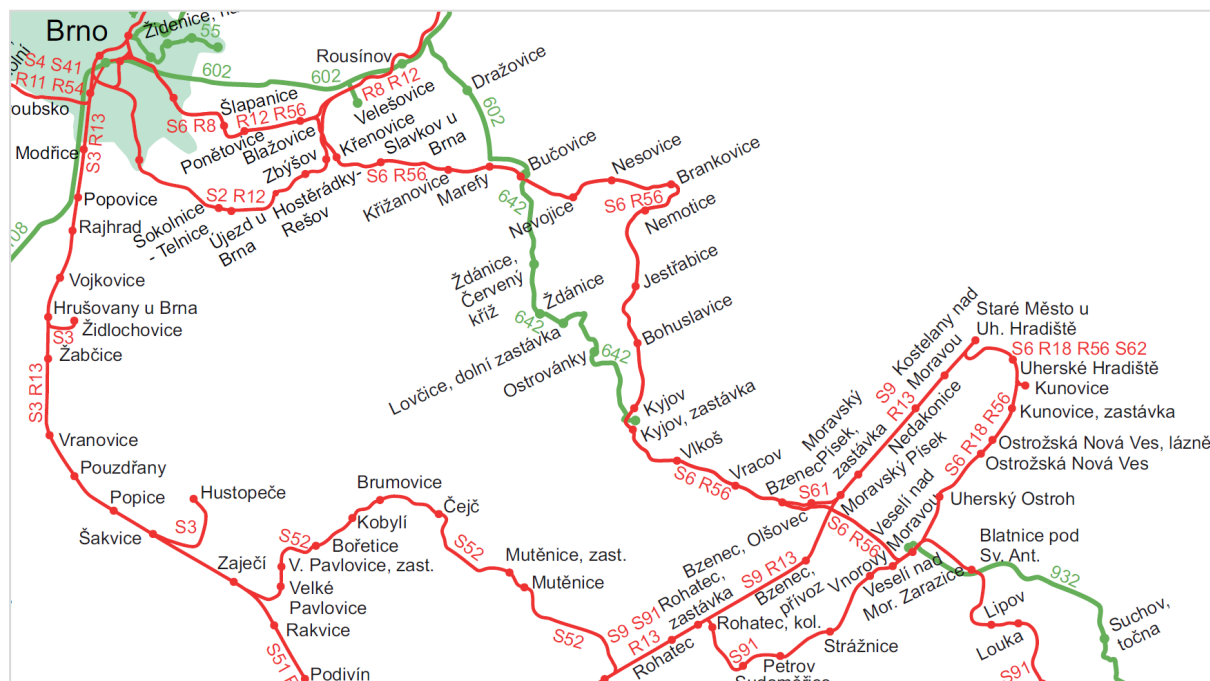 Brno
Židenice,
55
S4 S41
602
R11 R54
oubsko
Rousínov
602
R8 R12
Dražovice
Velešovice
602
Šlapanice
S6 R8
R12 R56
Ponětovice
Blažovice
Zbýšov
Křenovice
Slavkov u
Brna
S3 R13
Modřice
Hostěrádky-
Rešov
S6 R56
Křižanovice
Marefy
Bučovice
Nesovice
Brankovice
642
Nevojice
S6 R56
Nemotice
Popovice
S2 R12
Sokolnice
- Telnice
Újezd u
Brna
Rajhrad
108
Vojkovice
Ždánice,
Červený
kříž
Ždánice
Jestřabice
Hrušovany u Brna
S3
Židlochovice
642
Bohuslavice
Žabčice
Lovčice, dolní zastávka
642
Ostrovánky
S3 R13
Kostelany nad
Moravou
Staré Město u
Uh. Hradiště
S6 R18 R56 S62
Uherské Hradiště
Kunovice
S9
R13
Nedakonice
Kunovice, zastávka
Kyjov
Kyjov, zastávka
S6 R18 R56
Ostrožská Nová Ves, lázně
Ostrožská Nová Ves
Vranovice
Pouzdřany
Vlkoš
Vracov
S6 R56
Bzenec
Moravský
Písek,
zastávka
S61
Moravský Písek
Uherský Ostroh
Popice
Hustopeče
Brumovice
Čejč
Šakvice
S3
Kobylí
S52
Bořetice
V. Pavlovice, zast.
S52
Mutěnice, zast.
Mutěnice
Bzenec, Olšovec
S6 R56
Veselí nad
Moravou
Blatnice pod
Sv. Ant.
Zaječí
Velké
Pavlovice
Rakvice
S9 R13
Bzenec,
přívoz
Vnorovy
Veselí nad
Mor. Zarazice
932
S9 S91
R13
Rohatec,
zastávka
Rohatec, kol.
Strážnice
Lipov
Louka
Suchov,
točna
S52
Rohatec
S91
Petrov
S51
Podivín
S91